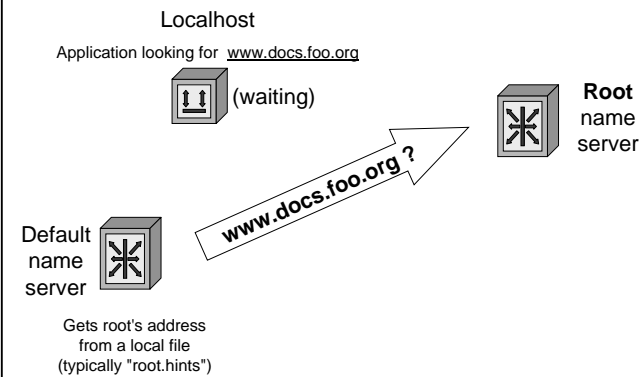 Localhost
Application looking for www.docs.foo.org
(waiting)
Root
name
server
www.docs.foo.org ?
Default
name
server
Gets root's address
from a local file
(typically "root.hints")